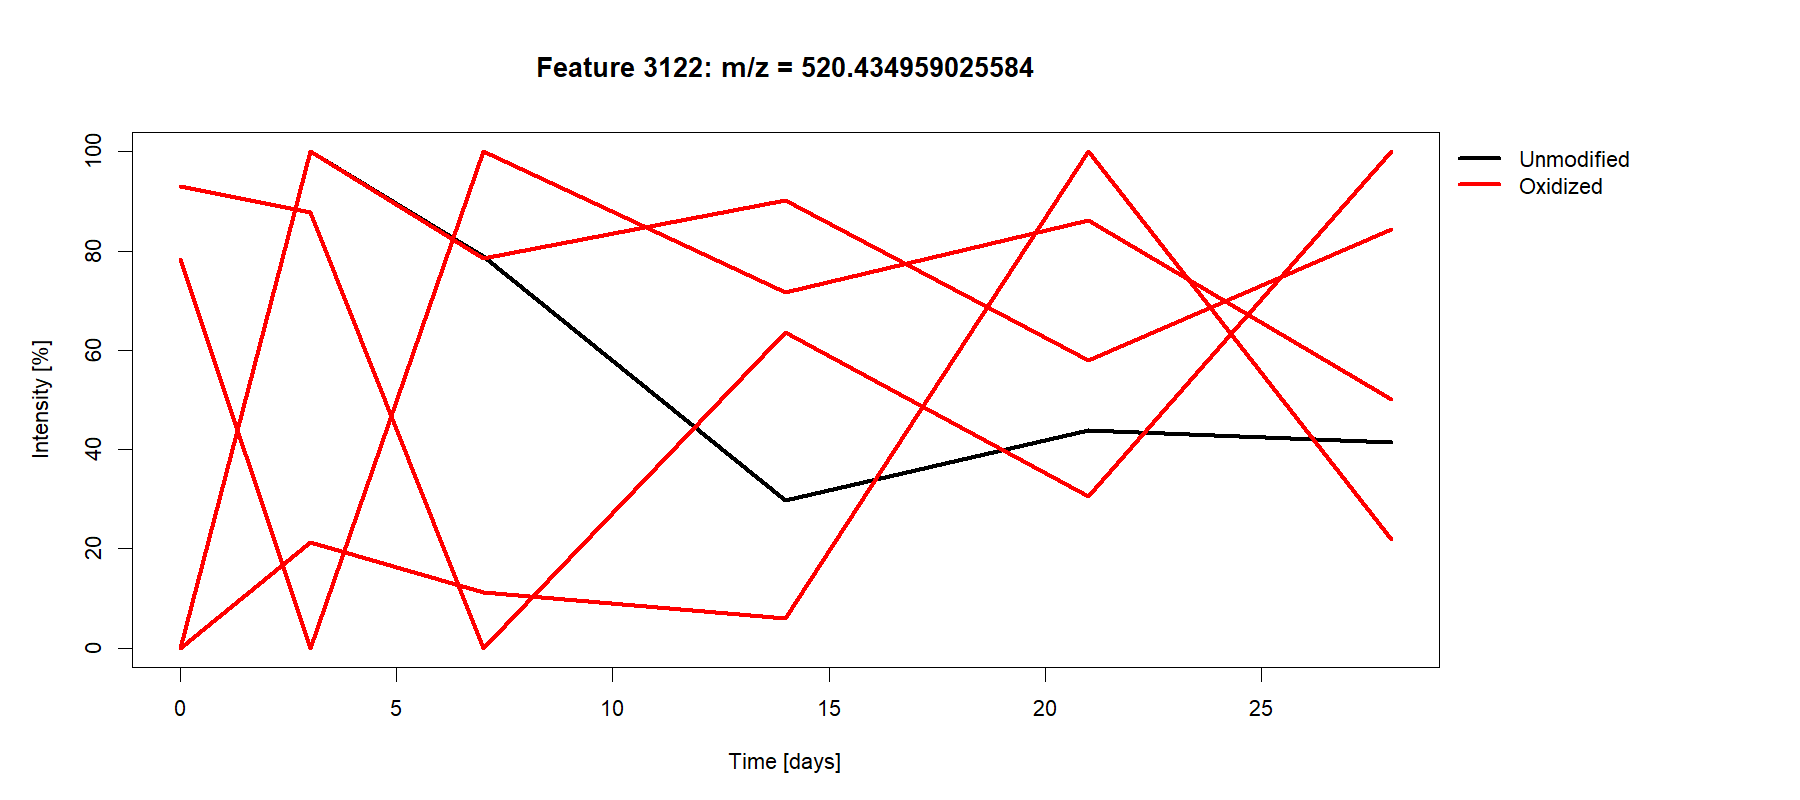 Feature 3122: m/z = 520.434959025584
Unmodified
Oxidized
Intensity [%]
100
80
60
40
20
0
0 5 10 15 20 25
Time [days]